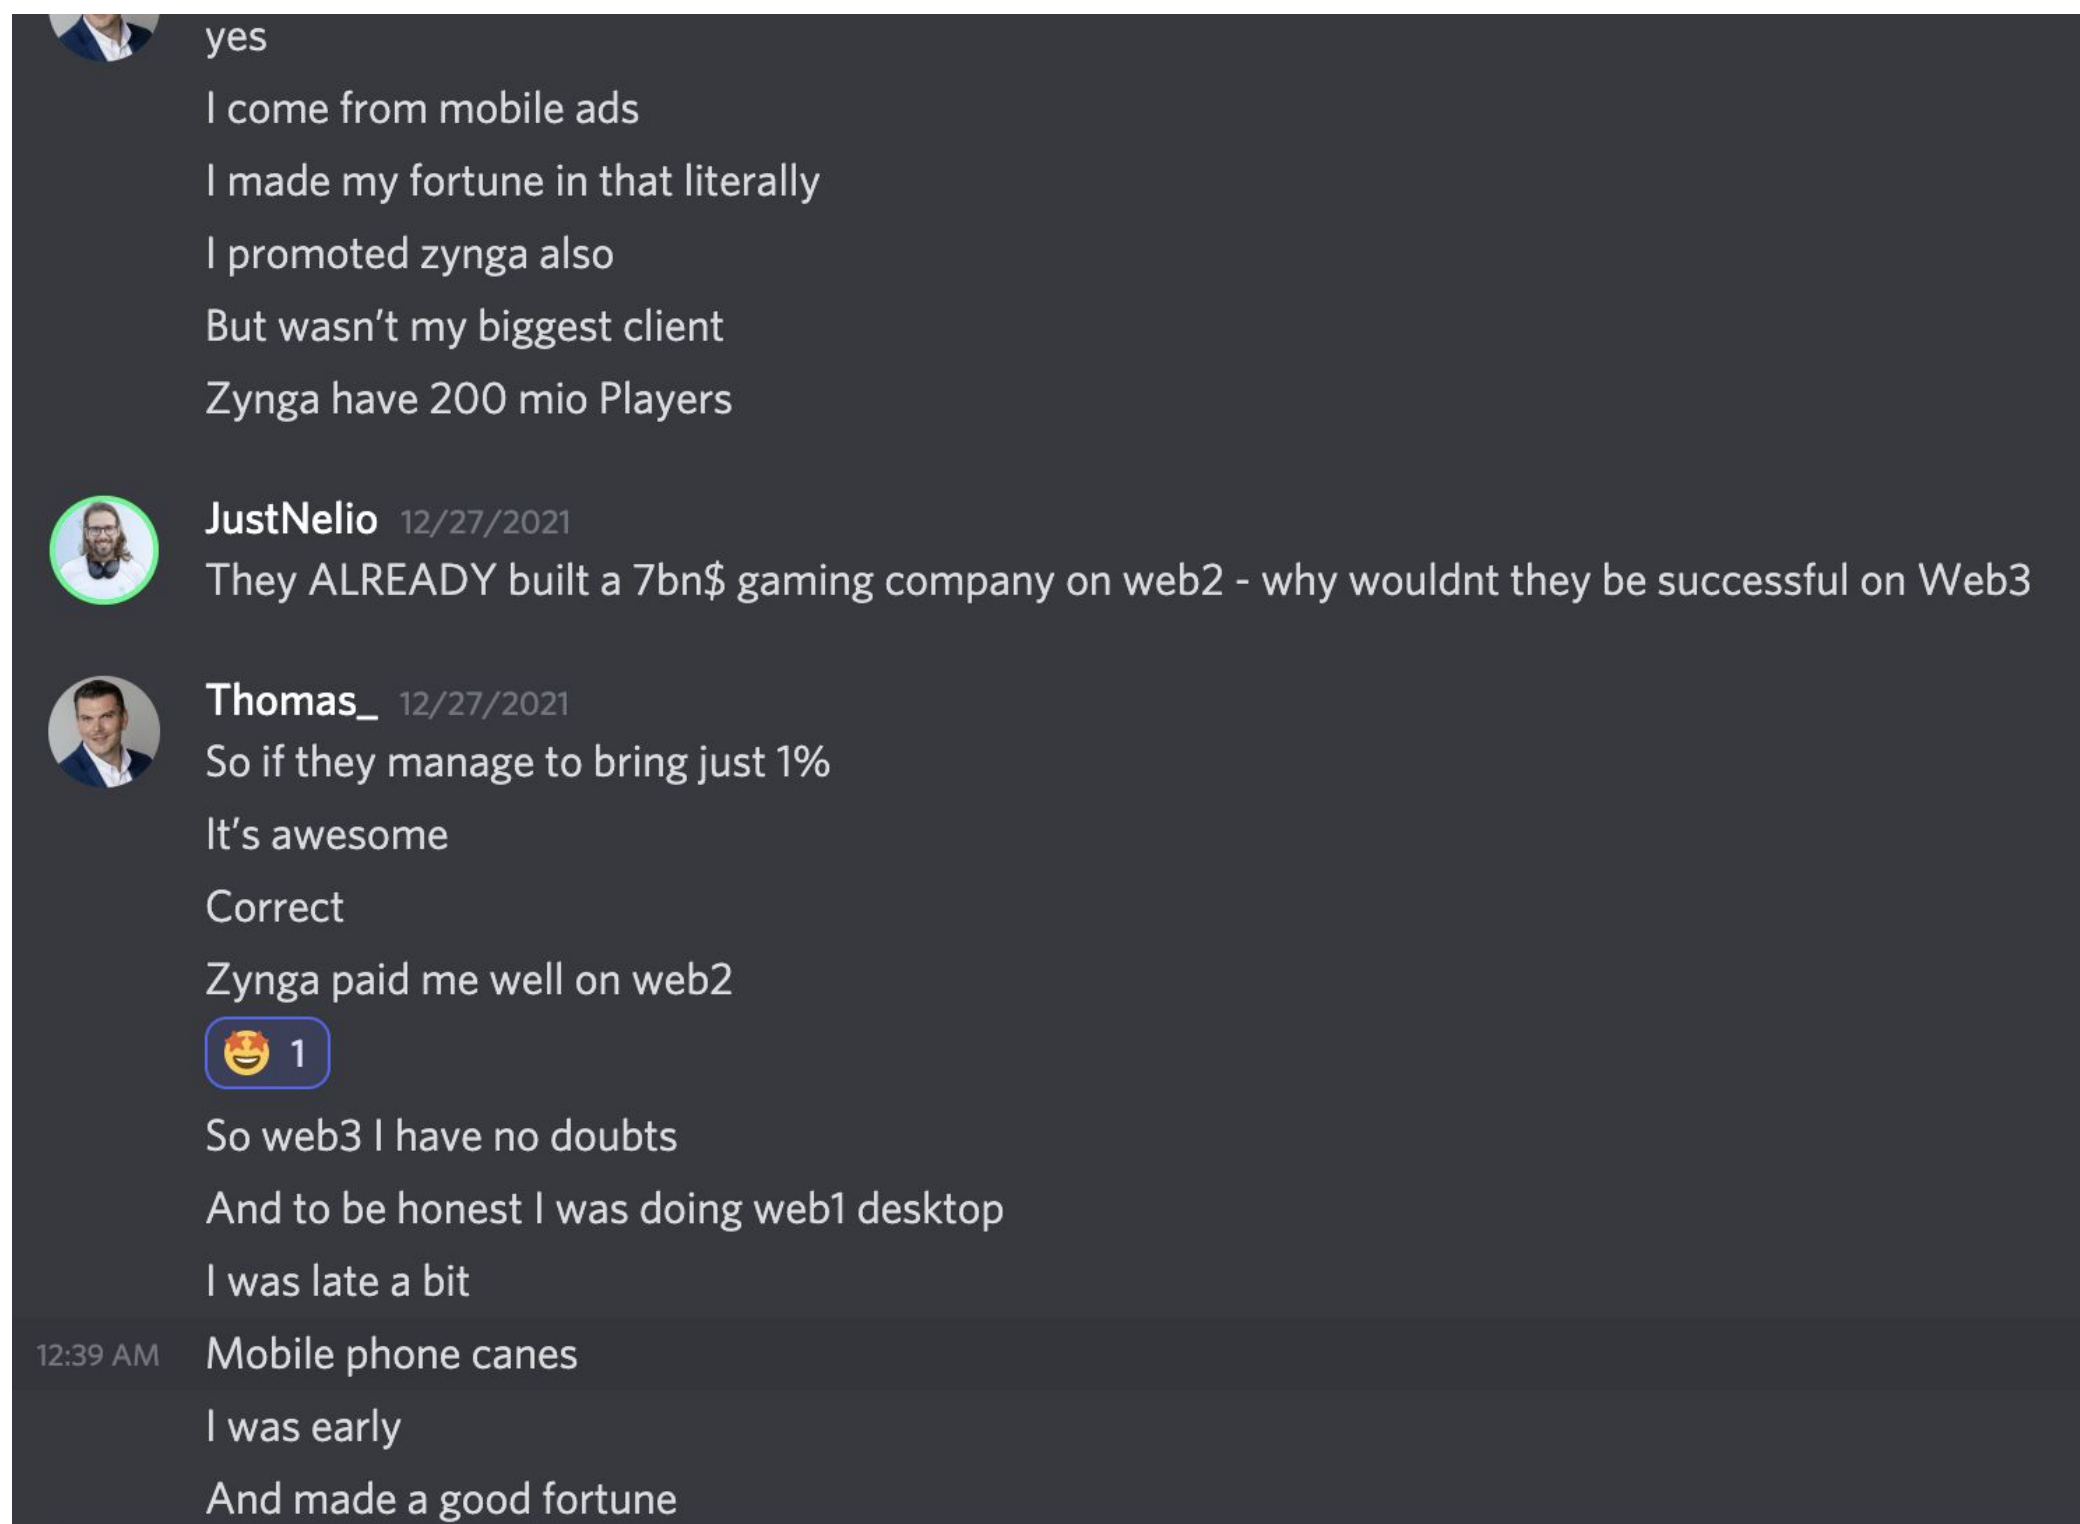 yes
I come from mobile ads
I made my fortune in that literally
I promoted zynga also
But wasn't my biggest client
Zynga have 200 mio Players
JustNelio 12/27/2021
They ALREADY built a 7bn$ gaming company on web2 - why wouldnt they be successful on Web3
Thomas_ 12/27/2021
So if they manage to bring just 1%
It's awesome
Correct
Zynga paid me well on web2
1
So web3 I have no doubts
And to be honest I was doing web1 desktop
I was late a bit
12:39 AM Mobile phone canes
I was early
And made a good fortune